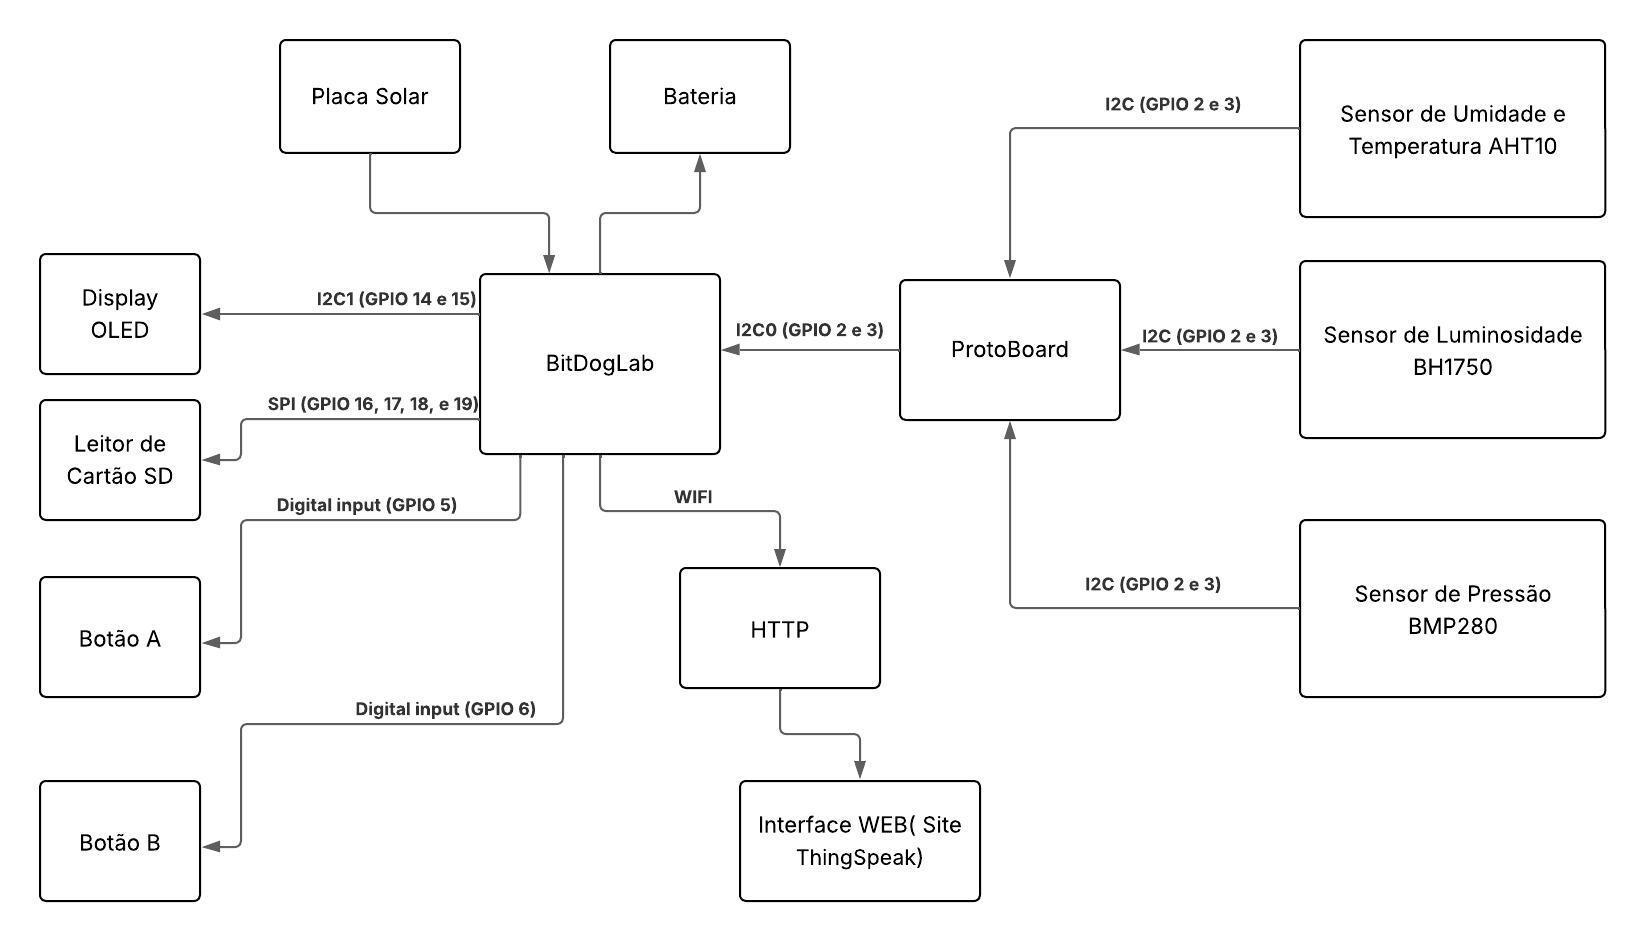 Placa Solar
Bateria
I2C (GPIO 2 e 3)
Sensor de Umidade e
Temperatura AHT10
Display
OLED
I2C1 (GPIO 14 e 15)
BitDogLab
I2C0 (GPIO 2 e 3)
ProtoBoard
I2C (GPIO 2 e 3)
Sensor de Luminosidade
BH1750
SPI (GPIO 16, 17, 18, e 19)
Leitor de
Cartão SD
Digital input (GPIO 5)
WIFI
I2C (GPIO 2 e 3)
Sensor de Pressão
BMP280
Botão A
HTTP
Digital input (GPIO 6)
Botão B
Interface WEB( Site
ThingSpeak)